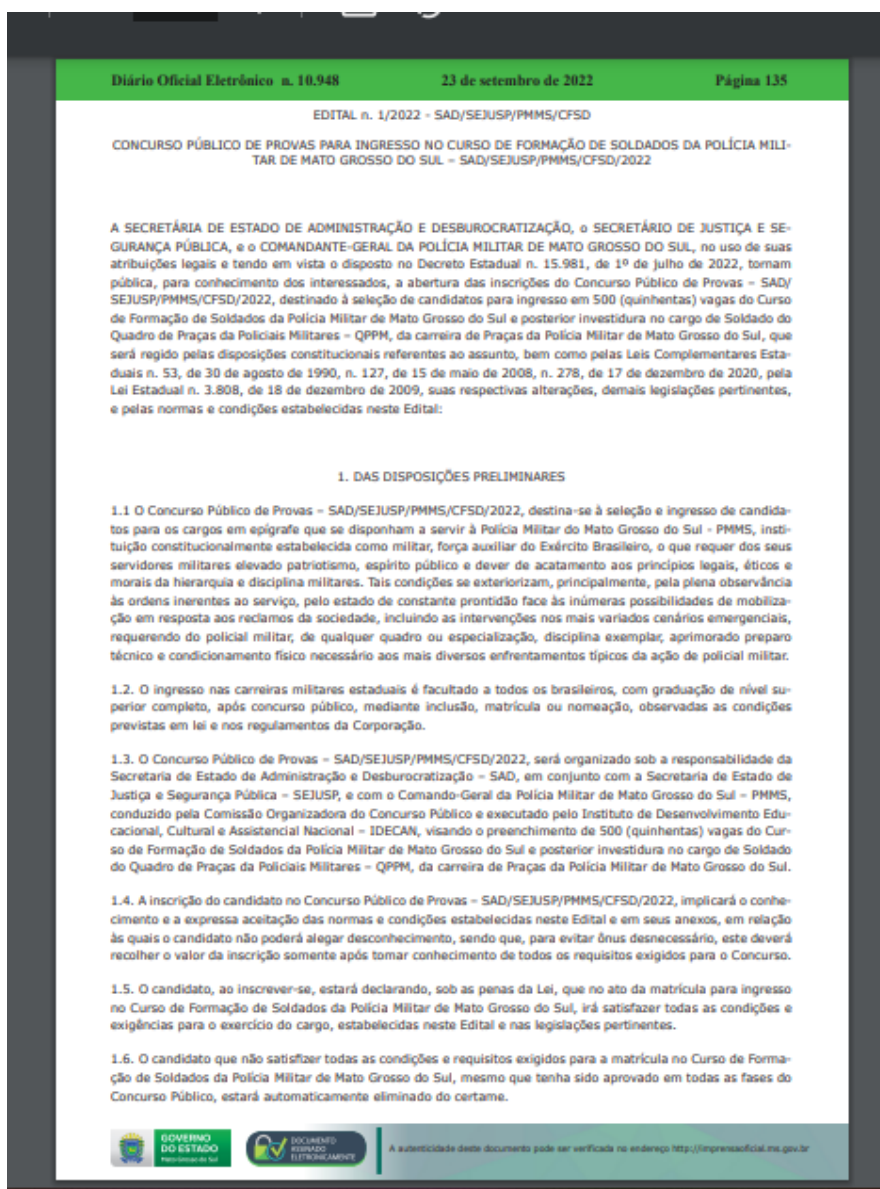 Diário Oficial Eletrônico n. 10.948 23 de setembro de 2022 Página 135
EDITAL n. 1/2022 - SAD/SEJUSP/PMMS/CFSD
CONCURSO PÚBLICO DE PROVAS PARA INGRESSO NO CURSO DE FORMAÇÃO DE SOLDADOS DA POLÍCIA MILI-
TAR DE MATO GROSSO DO SUL – SAD/SEJUSP/PMMS/CFSD/2022
A SECRETÁRIA DE ESTADO DE ADMINISTRAÇÃO E DESBUROCRATIZAÇÃO, o SECRETÁRIO DE JUSTIÇA E SE-
GURANÇA PÚBLICA, e o COMANDANTE-GERAL DA POLÍCIA MILITAR DE MATO GROSSO DO SUL, no uso de suas
atribuições legais e tendo em vista o disposto no Decreto Estadual n. 15.981, de 1º de julho de 2022, tornam
pública, para conhecimento dos interessados, a abertura das inscrições do Concurso Público de Provas – SAD/
SEJUSP/PMMS/CFSD/2022, destinado à seleção de candidatos para ingresso em 500 (quinhentas) vagas do Curso
de Formação de Soldados da Polícia Militar de Mato Grosso do Sul e posterior investidura no cargo de Soldado do
Quadro de Praças da Policiais Militares – QPPM, da carreira de Praças da Polícia Militar de Mato Grosso do Sul, que
será regido pelas disposições constitucionais referentes ao assunto, bem como pelas Leis Complementares Esta-
duais n. 53, de 30 de agosto de 1990, n. 127, de 15 de maio de 2008, n. 278, de 17 de dezembro de 2020, pela
Lei Estadual n. 3.808, de 18 de dezembro de 2009, suas respectivas alterações, demais legislações pertinentes,
e pelas normas e condições estabelecidas neste Edital:
1. DAS DISPOSIÇÕES PRELIMINARES
1.1 O Concurso Público de Provas – SAD/SEJUSP/PMMS/CFSD/2022, destina-se à seleção e ingresso de candida-
tos para os cargos em epígrafe que se disponham a servir à Polícia Militar do Mato Grosso do Sul - PMMS, insti-
tuição constitucionalmente estabelecida como militar, força auxiliar do Exército Brasileiro, o que requer dos seus
servidores militares elevado patriotismo, espírito público e dever de acatamento aos princípios legais, éticos e
morais da hierarquia e disciplina militares. Tais condições se exteriorizam, principalmente, pela plena observância
às ordens inerentes ao serviço, pelo estado de constante prontidão face às inúmeras possibilidades de mobiliza-
ção em resposta aos reclamos da sociedade, incluindo as intervenções nos mais variados cenários emergenciais,
requerendo do policial militar, de qualquer quadro ou especialização, disciplina exemplar, aprimorado preparo
técnico e condicionamento físico necessário aos mais diversos enfrentamentos típicos da ação de policial militar.
1.2. O ingresso nas carreiras militares estaduais é facultado a todos os brasileiros, com graduação de nível su-
perior completo, após concurso público, mediante inclusão, matrícula ou nomeação, observadas as condições
previstas em lei e nos regulamentos da Corporação.
1.3. O Concurso Público de Provas – SAD/SEJUSP/PMMS/CFSD/2022, será organizado sob a responsabilidade da
Secretaria de Estado de Administração e Desburocratização – SAD, em conjunto com a Secretaria de Estado de
Justiça e Segurança Pública – SEJUSP, e com o Comando-Geral da Polícia Militar de Mato Grosso do Sul – PMMS,
conduzido pela Comissão Organizadora do Concurso Público e executado pelo Instituto de Desenvolvimento Edu-
cacional, Cultural e Assistencial Nacional – IDECAN, visando o preenchimento de 500 (quinhentas) vagas do Cur-
so de Formação de Soldados da Polícia Militar de Mato Grosso do Sul e posterior investidura no cargo de Soldado
do Quadro de Praças da Policiais Militares – QPPM, da carreira de Praças da Polícia Militar de Mato Grosso do Sul.
1.4. A inscrição do candidato no Concurso Público de Provas – SAD/SEJUSP/PMMS/CFSD/2022, implicará o conhe-
cimento e a expressa aceitação das normas e condições estabelecidas neste Edital e em seus anexos, em relação
às quais o candidato não poderá alegar desconhecimento, sendo que, para evitar ônus desnecessário, este deverá
recolher o valor da inscrição somente após tomar conhecimento de todos os requisitos exigidos para o Concurso.
1.5. O candidato, ao inscrever-se, estará declarando, sob as penas da Lei, que no ato da matrícula para ingresso
no Curso de Formação de Soldados da Polícia Militar de Mato Grosso do Sul, irá satisfazer todas as condições e
exigências para o exercício do cargo, estabelecidas neste Edital e nas legislações pertinentes.
1.6. O candidato que não satisfizer todas as condições e requisitos exigidos para a matrícula no Curso de Forma-
ção de Soldados da Polícia Militar de Mato Grosso do Sul, mesmo que tenha sido aprovado em todas as fases do
Concurso Público, estará automaticamente eliminado do certame.
GOVERNO
DO ESTADO
Mato Grosso do Sul
DOCUMENTO
ASSINADO
ELETRONICAMENTE
A autenticidade deste documento pode ser verificada no endereço http://imprensaoficial.ms.gov.br